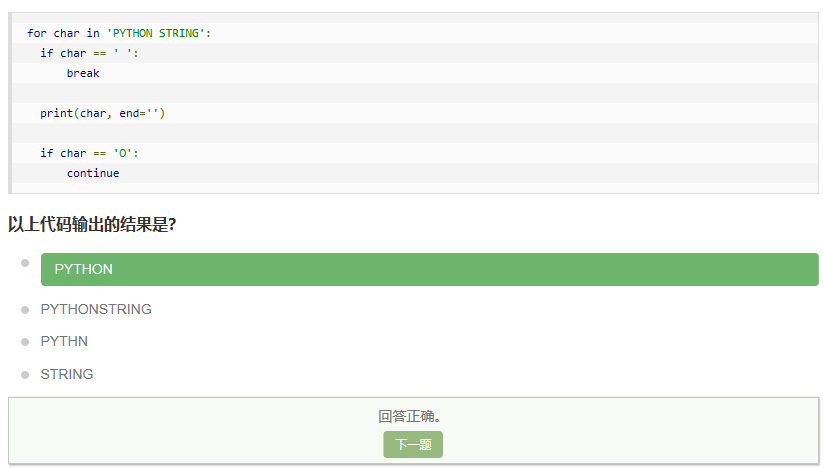 for char in 'PYTHON STRING':
  if char == ' ':
      break
  print(char, end='')
  if char == 'O':
      continue
以上代码输出的结果是?
PYTHON
PYTHONSTRING
PYTHN
STRING
回答正确。
下一题